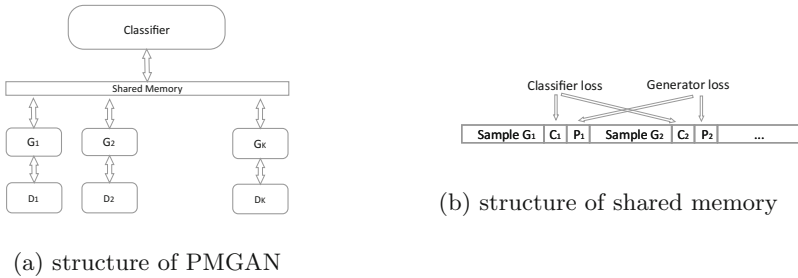 Classifier
Shared Memory
G1 G2 GK
D1 D2 DK
(a) structure of PMGAN
Classifier loss Generator loss
Sample G1 C1 P1 Sample G2 C2 P2 ...
(b) structure of shared memory